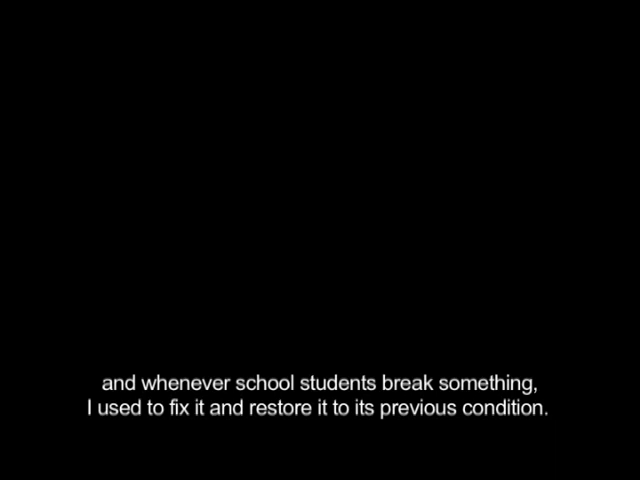 and whenever school students break something,
I used to fix it and restore it to its previous condition.